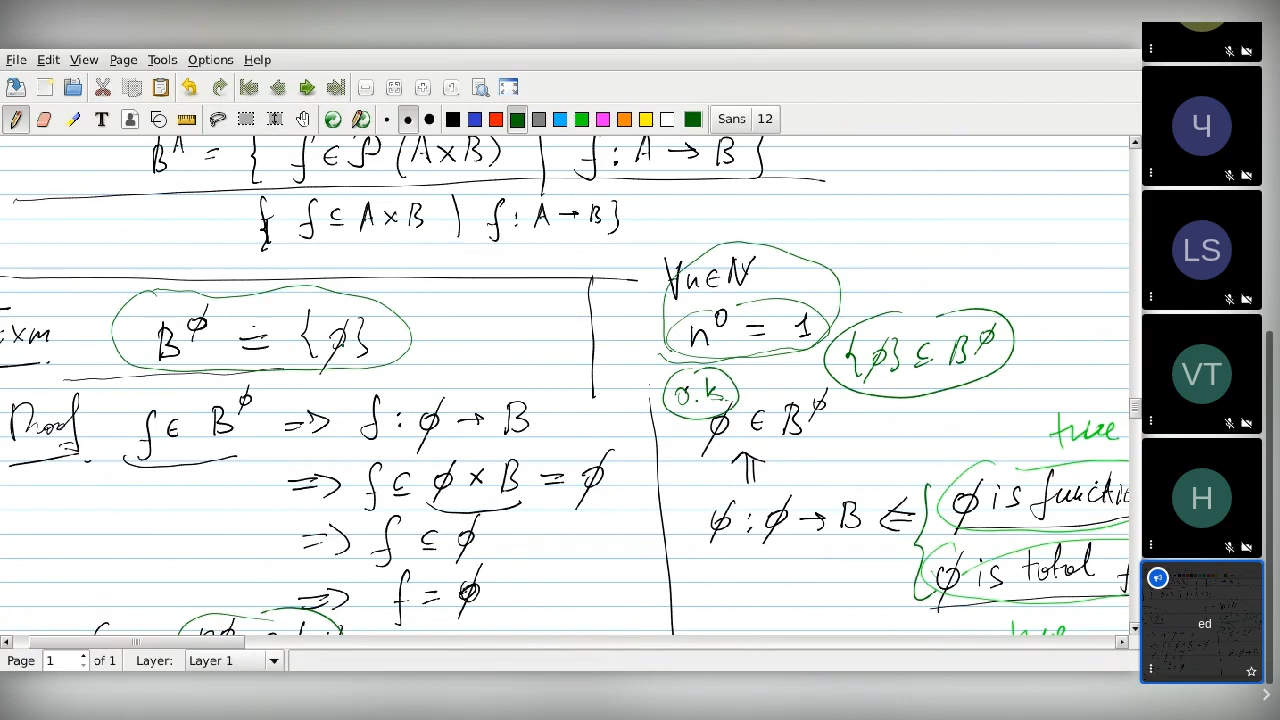 File Edit View Page Tools Options Help
Sans 12
B^A = { f ∈ P (A×B) | f : A → B }
{ f ⊆ A×B | f : A → B }
∀n∈N
n^0 = 1
{∅} ⊆ B^∅
Exm B^∅ = {∅}
o.k.
Proof f ∈ B^∅ => f : ∅ → B
=> f ⊆ ∅ × B = ∅
=> f ⊆ ∅
=> f = ∅
∅ ∈ B^∅
⇑
∅ : ∅ → B ⇐ {
true
∅ is functio
∅ is total f
Page 1 of 1 Layer: Layer 1
Ч
LS
VT
H
ed